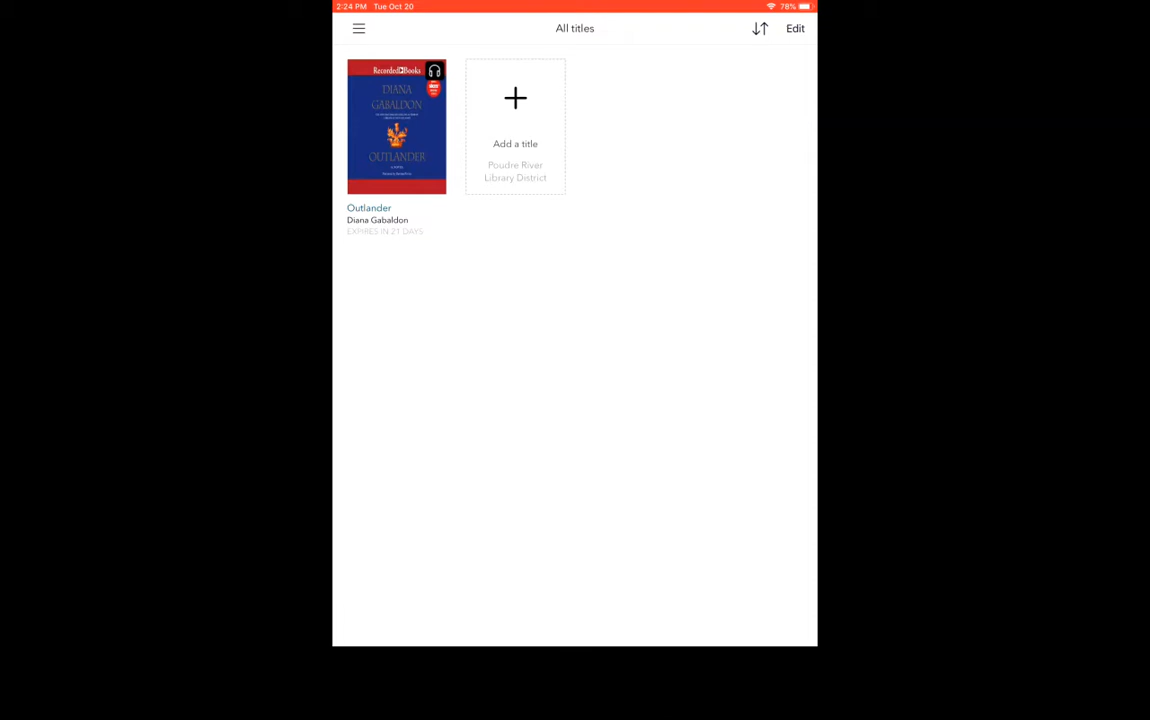 2:24 PM Tue Oct 20
78%
All titles
Edit
Recorded Books
DIANA
GABALDON
OUTLANDER
Add a title
Poudre River
Library District
Outlander
Diana Gabaldon
EXPIRES IN 21 DAYS